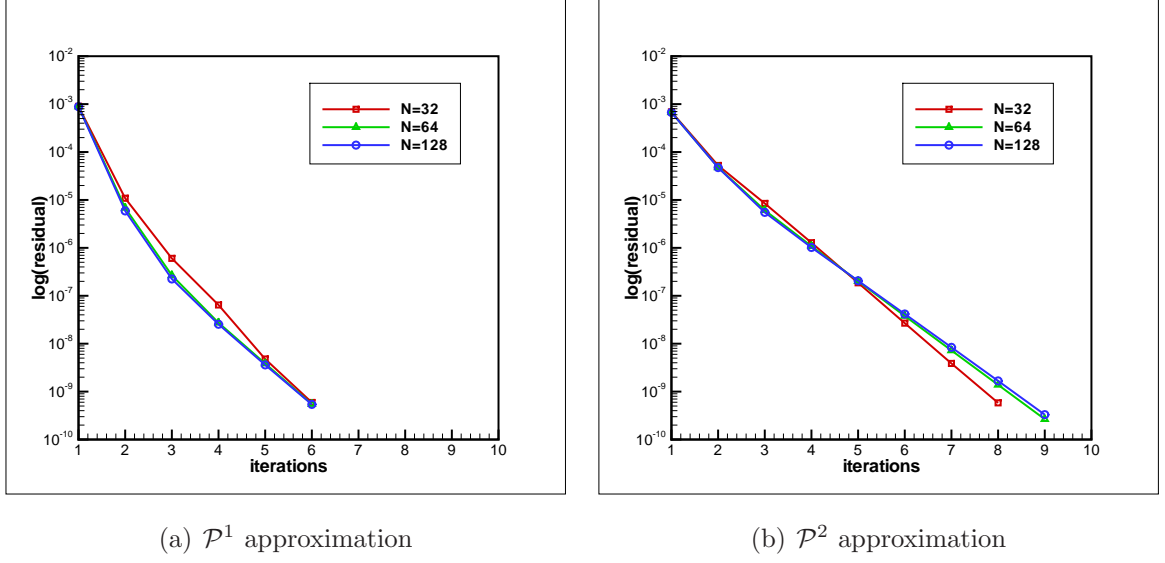 10^-2
10^-3
10^-4
10^-5
10^-6
10^-7
10^-8
10^-9
10^-10
log(residual)
1 2 3 4 5 6 7 8 9 10
iterations
N=32
N=64
N=128
(a) P^1 approximation
10^-2
10^-3
10^-4
10^-5
10^-6
10^-7
10^-8
10^-9
10^-10
log(residual)
1 2 3 4 5 6 7 8 9 10
iterations
N=32
N=64
N=128
(b) P^2 approximation